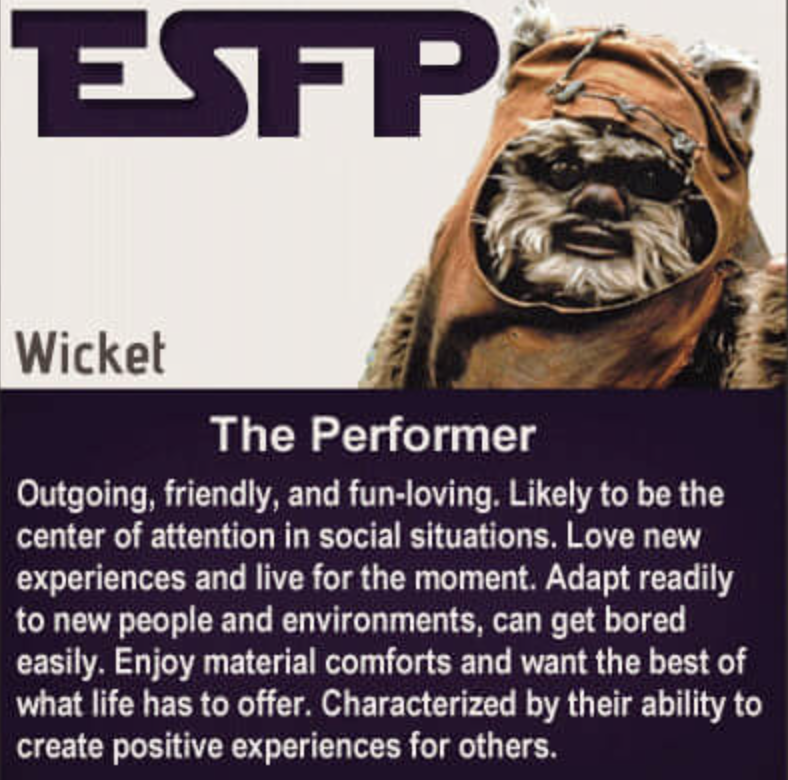 ESFP
Wicket
The Performer
Outgoing, friendly, and fun-loving. Likely to be the
center of attention in social situations. Love new
experiences and live for the moment. Adapt readily
to new people and environments, can get bored
easily. Enjoy material comforts and want the best of
what life has to offer. Characterized by their ability to
create positive experiences for others.